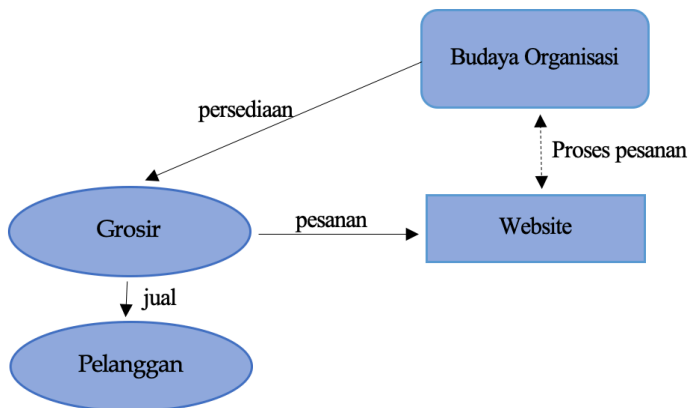 Budaya Organisasi
persediaan
Proses pesanan
Grosir
pesanan
Website
jual
Pelanggan